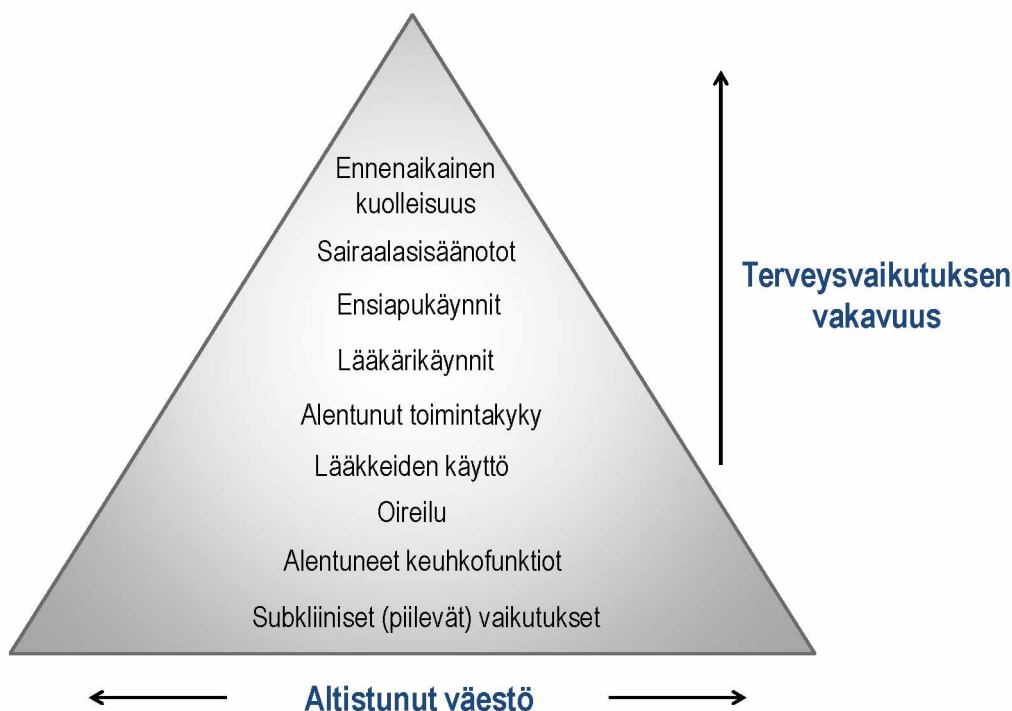 Ennenaikainen
kuolleisuus
Sairaalasisäänotot
Ensiapukäynnit
Lääkärikäynnit
Alentunut toimintakyky
Lääkkeiden käyttö
Oireilu
Alentuneet keuhkofunktiot
Subkliiniset (piilevät) vaikutukset
Terveysvaikutuksen
vakavuus
Altistunut väestö